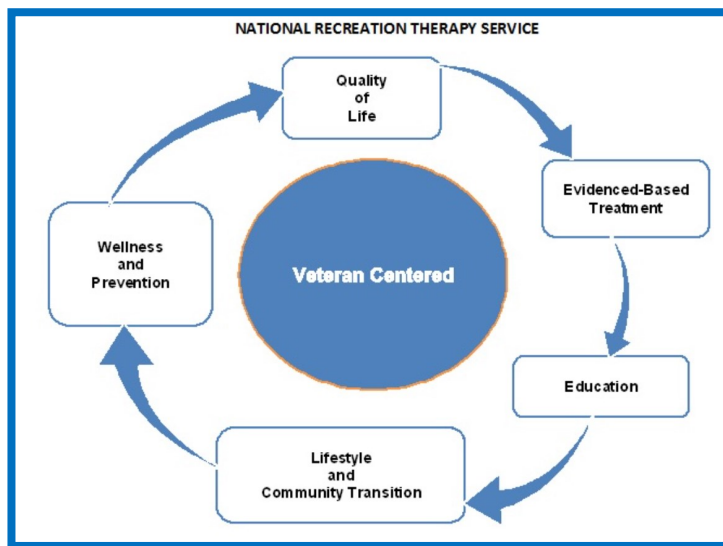 NATIONAL RECREATION THERAPY SERVICE
Quality
of
Life
Evidenced-Based
Treatment
Education
Lifestyle
and
Community Transition
Wellness
and
Prevention
Veteran Centered